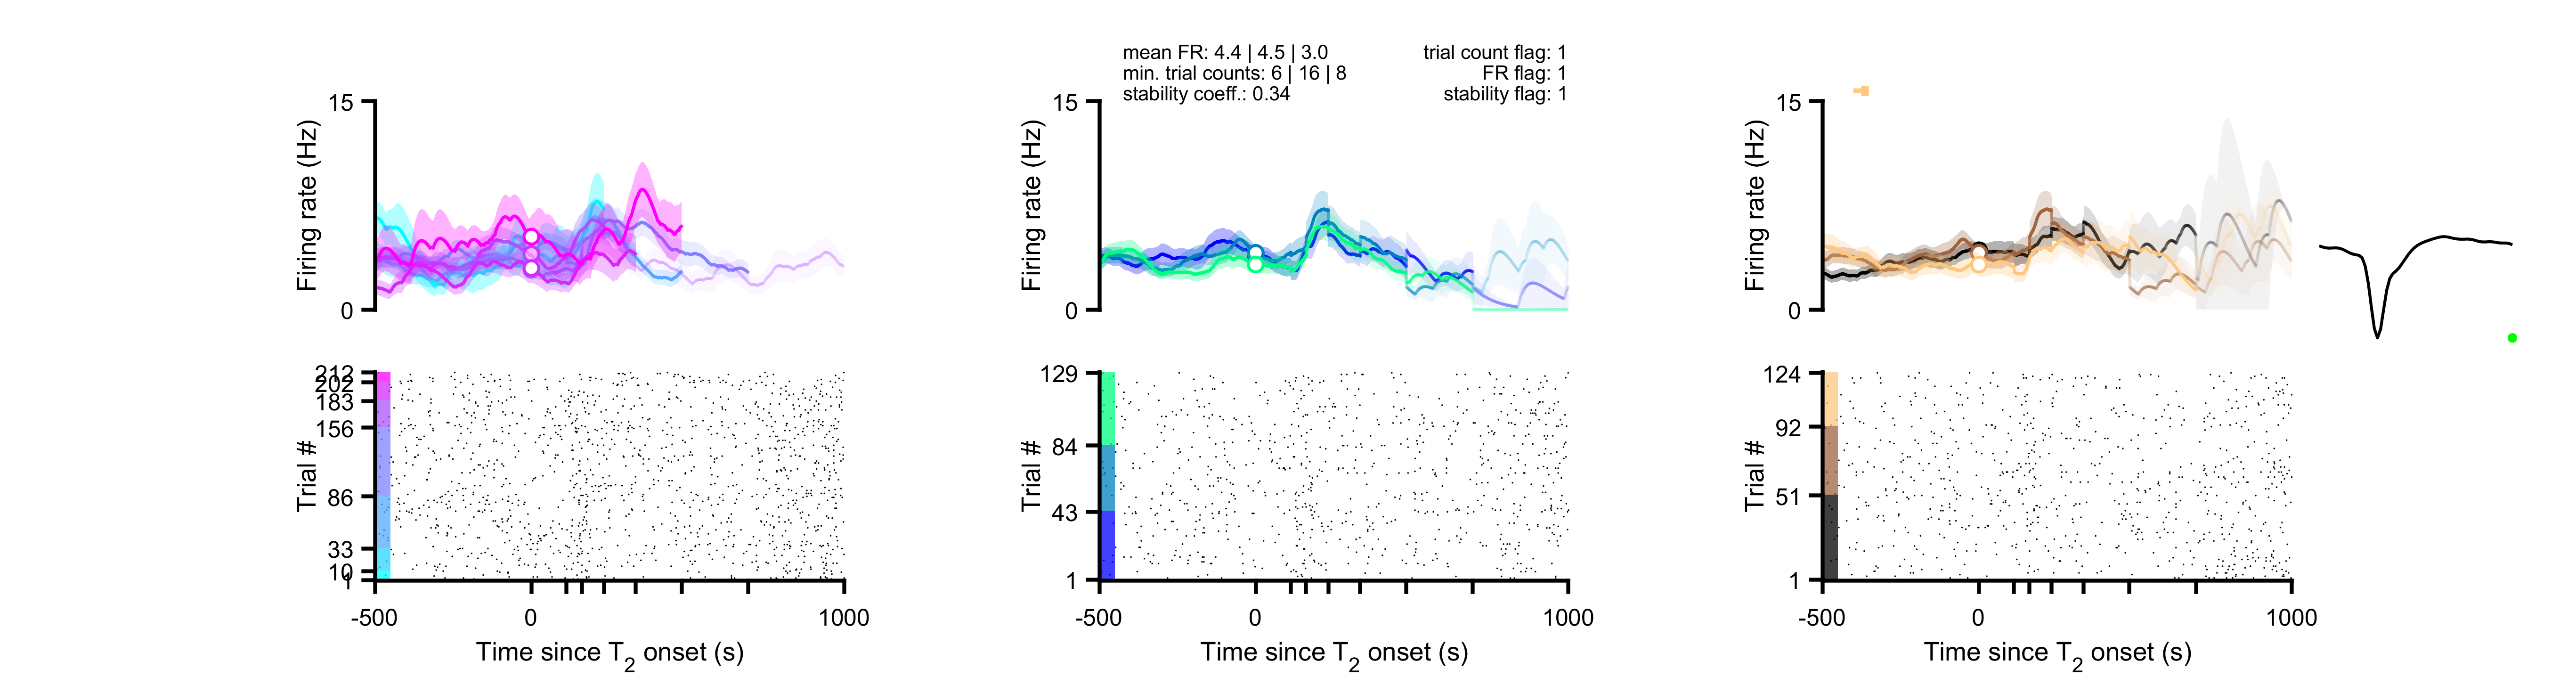 mean FR: 4.4 | 4.5 | 3.0
trial count flag: 1
min. trial counts: 6 | 16 | 8
FR flag: 1
stability coeff.: 0.34
stability flag: 1
15
Firing rate (Hz)
0
15
Firing rate (Hz)
0
15
Firing rate (Hz)
0
212
202
183
156
86
33
10
1
Trial #
-500
0
1000
Time since T2 onset (s)
129
84
43
1
Trial #
-500
0
1000
Time since T2 onset (s)
124
92
51
1
Trial #
-500
0
1000
Time since T2 onset (s)